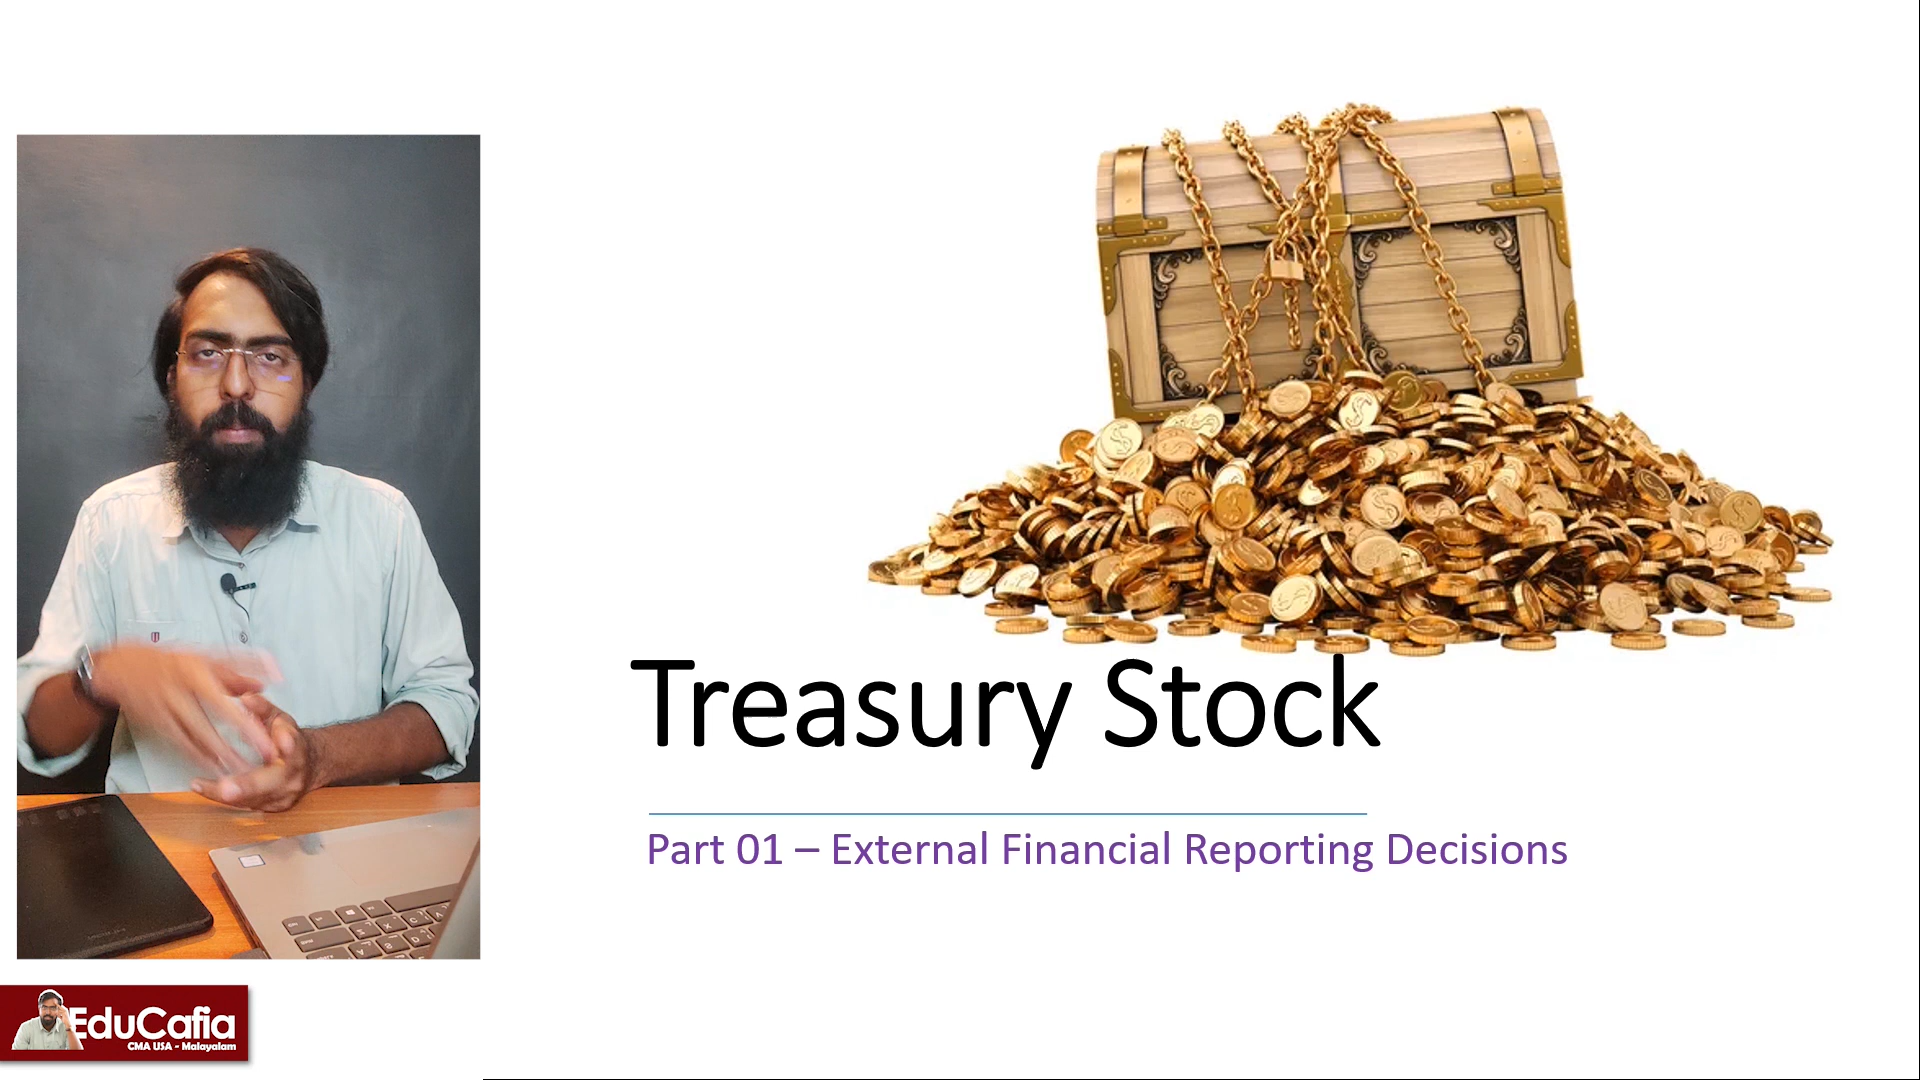 Treasury Stock
Part 01 – External Financial Reporting Decisions
EduCafia
CMA USA - Malayalam